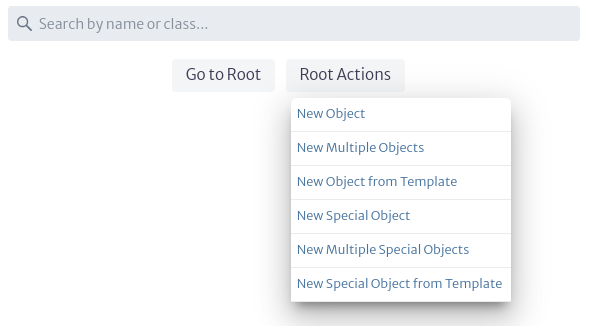 Search by name or class...
Go to Root
Root Actions
New Object
New Multiple Objects
New Object from Template
New Special Object
New Multiple Special Objects
New Special Object from Template